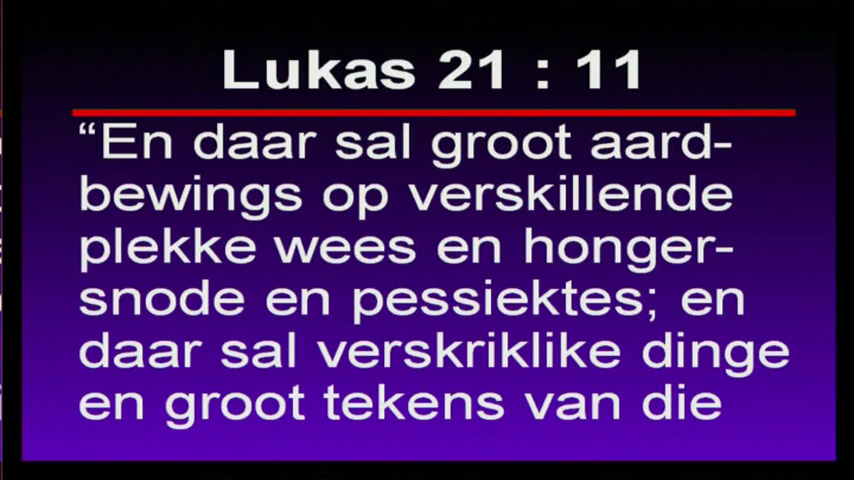 Lukas 21 : 11
“En daar sal groot aard-
bewings op verskillende
plekke wees en honger-
snode en pessiektes; en
daar sal verskriklike dinge
en groot tekens van die